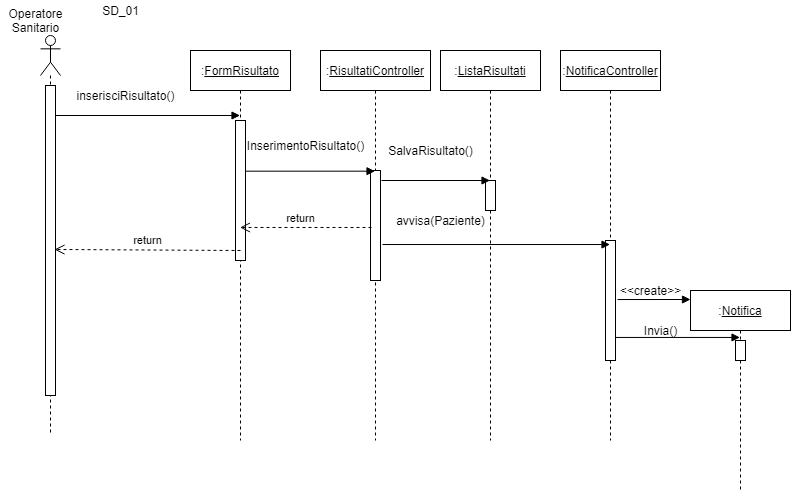 Operatore
Sanitario
SD_01
:FormRisultato
:RisultatiController
:ListaRisultati
:NotificaController
inserisciRisultato()
InserimentoRisultato()
SalvaRisultato()
avvisa(Paziente)
return
return
<<create>>
:Notifica
Invia()